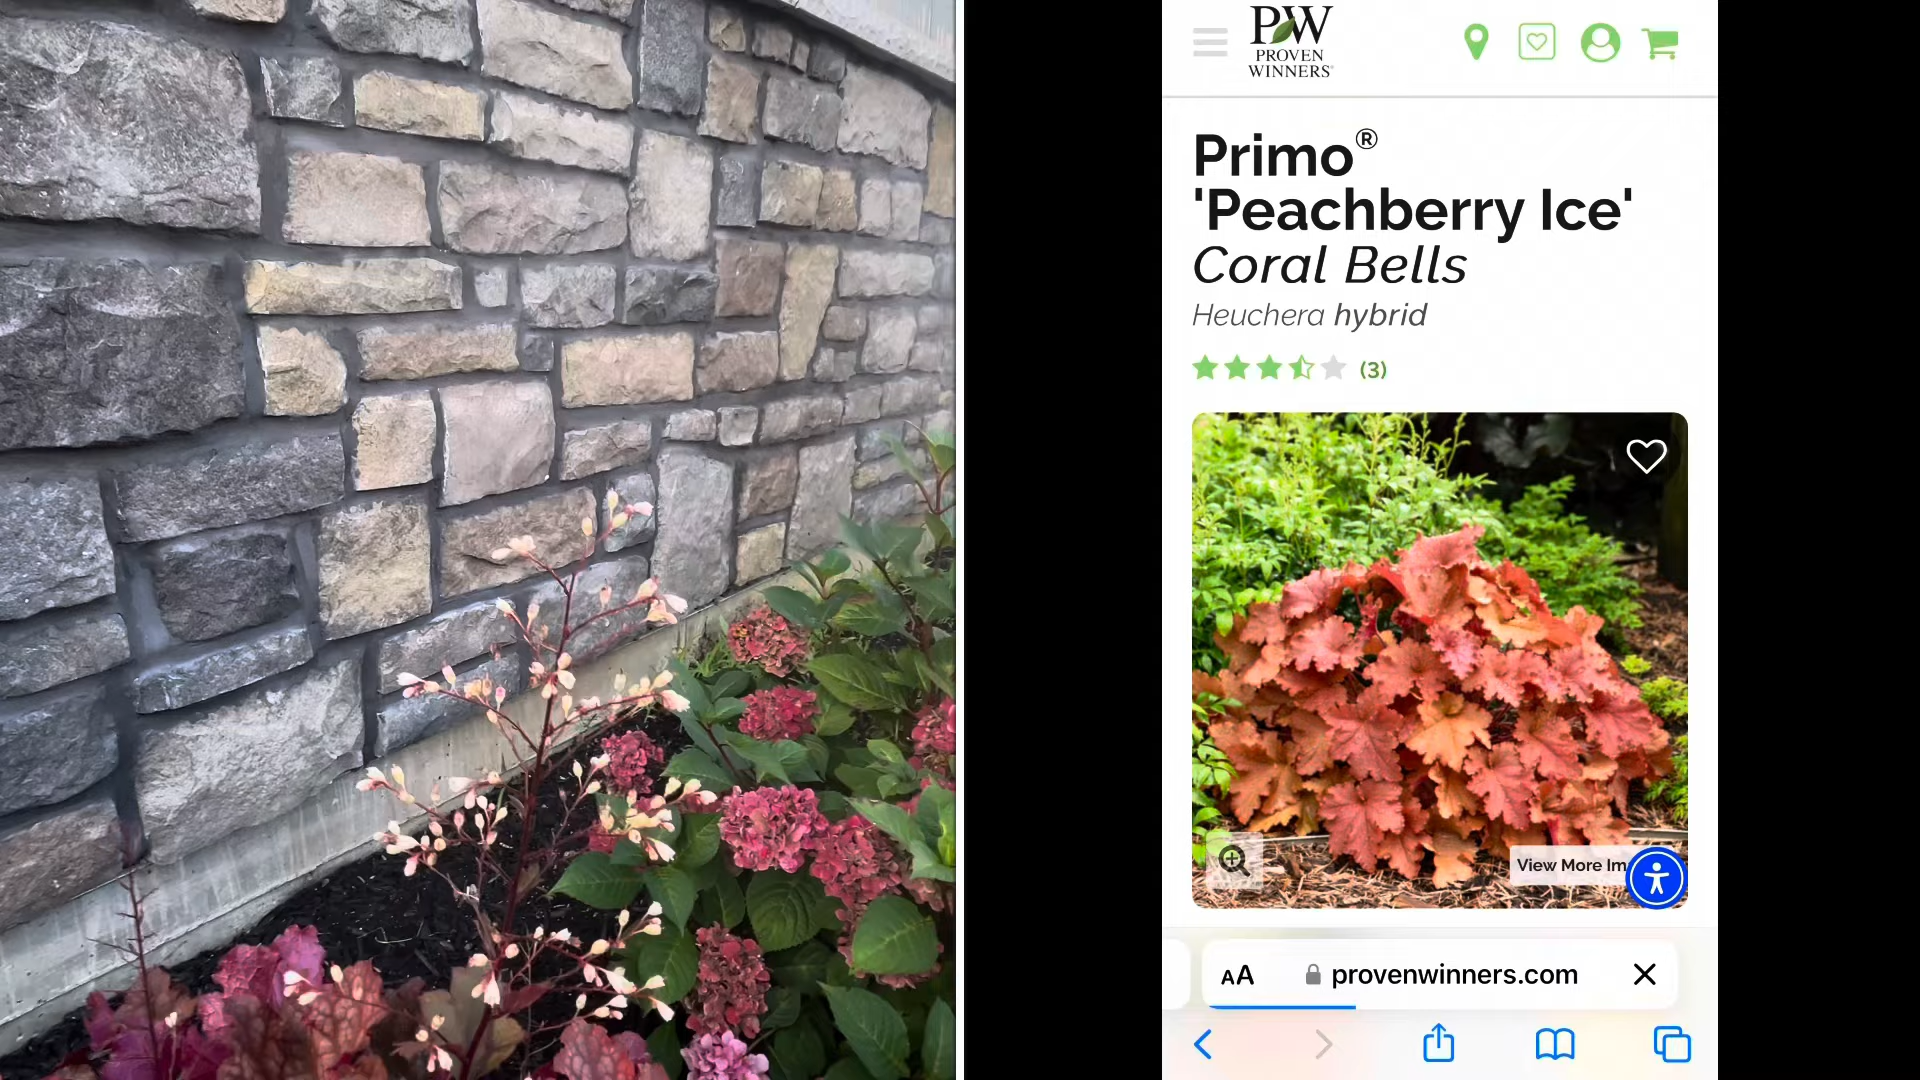 PW
PROVEN
WINNERS®
Primo®
'Peachberry Ice'
Coral Bells
Heuchera hybrid
(3)
View More Im
AA provenwinners.com